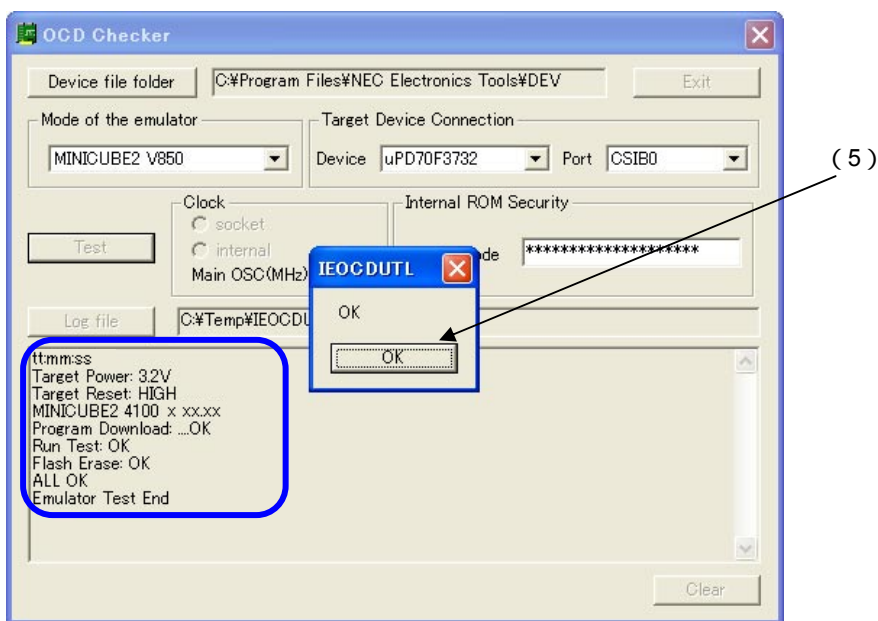 OCD Checker
Device file folder C:¥Program Files¥NEC Electronics Tools¥DEV Exit
Mode of the emulator Target Device Connection
MINICUBE2 V850 Device uPD70F3732 Port CSIB0
(5)
Clock Internal ROM Security
socket
Test internal
de ********************
Main OSC(MHz)
IEOCDUTL
OK
OK
Log file C:¥Temp¥IEOCDU
tt:mm:ss
Target Power: 3.2V
Target Reset: HIGH
MINICUBE2 4100 x xx.xx
Program Download: ....OK
Run Test: OK
Flash Erase: OK
ALL OK
Emulator Test End
Clear